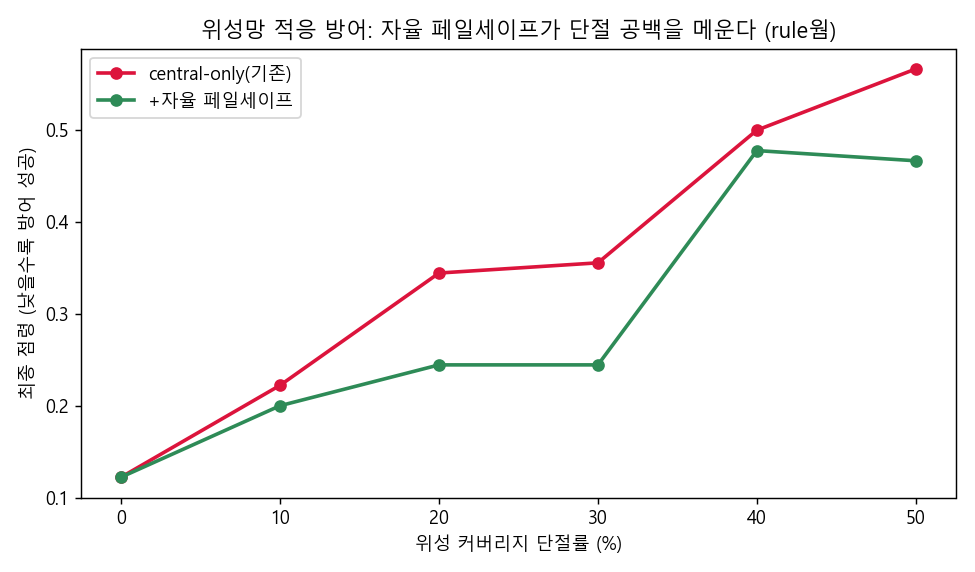 위성망 적응 방어: 자율 페일세이프가 단절 공백을 메운다 (rule웜)
central-only(기존)
+자율 페일세이프
최종 점령 (낮을수록 방어 성공)
0.5
0.4
0.3
0.2
0.1
0 10 20 30 40 50
위성 커버리지 단절률 (%)